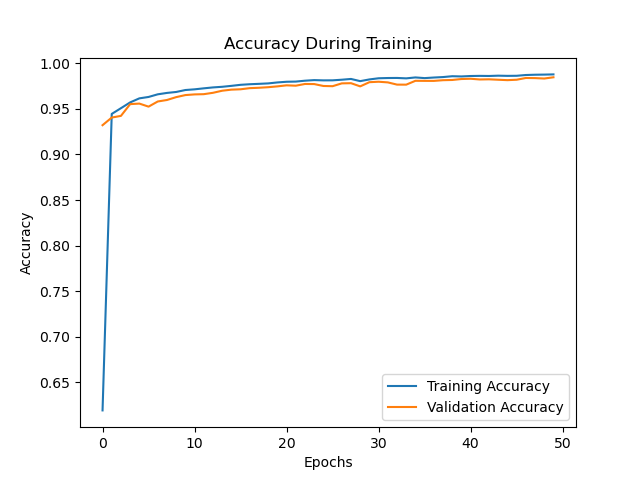 Accuracy During Training
1.00
0.95
0.90
0.85
0.80
0.75
0.70
0.65
Accuracy
0 10 20 30 40 50
Epochs
Training Accuracy
Validation Accuracy